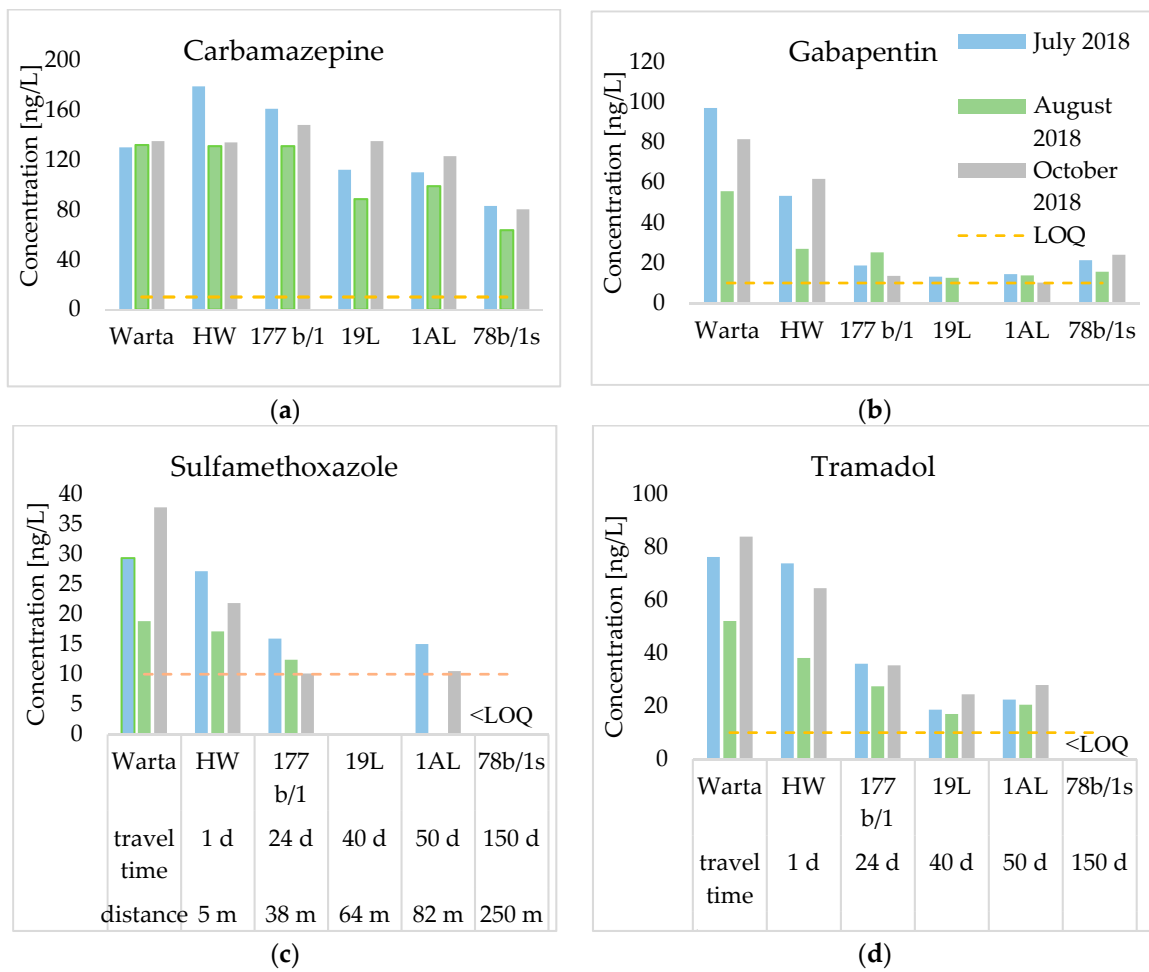 Carbamazepine
Concentration [ng/L]
200
160
120
80
40
0
Warta HW 177 b/1 19L 1AL 78b/1s
(a)
Gabapentin
Concentration [ng/L]
120
100
80
60
40
20
0
Warta HW 177 b/1 19L 1AL 78b/1s
July 2018
August
2018
October
2018
LOQ
(b)
Sulfamethoxazole
Concentration [ng/L]
40
35
30
25
20
15
10
5
0
<LOQ
Warta HW 177 19L 1AL 78b/1s
b/1
travel 1 d 24 d 40 d 50 d 150 d
time
distance 5 m 38 m 64 m 82 m 250 m
(c)
Tramadol
Concentration [ng/L]
100
80
60
40
20
0
<LOQ
Warta HW 177 19L 1AL 78b/1s
b/1
travel 1 d 24 d 40 d 50 d 150 d
time
(d)